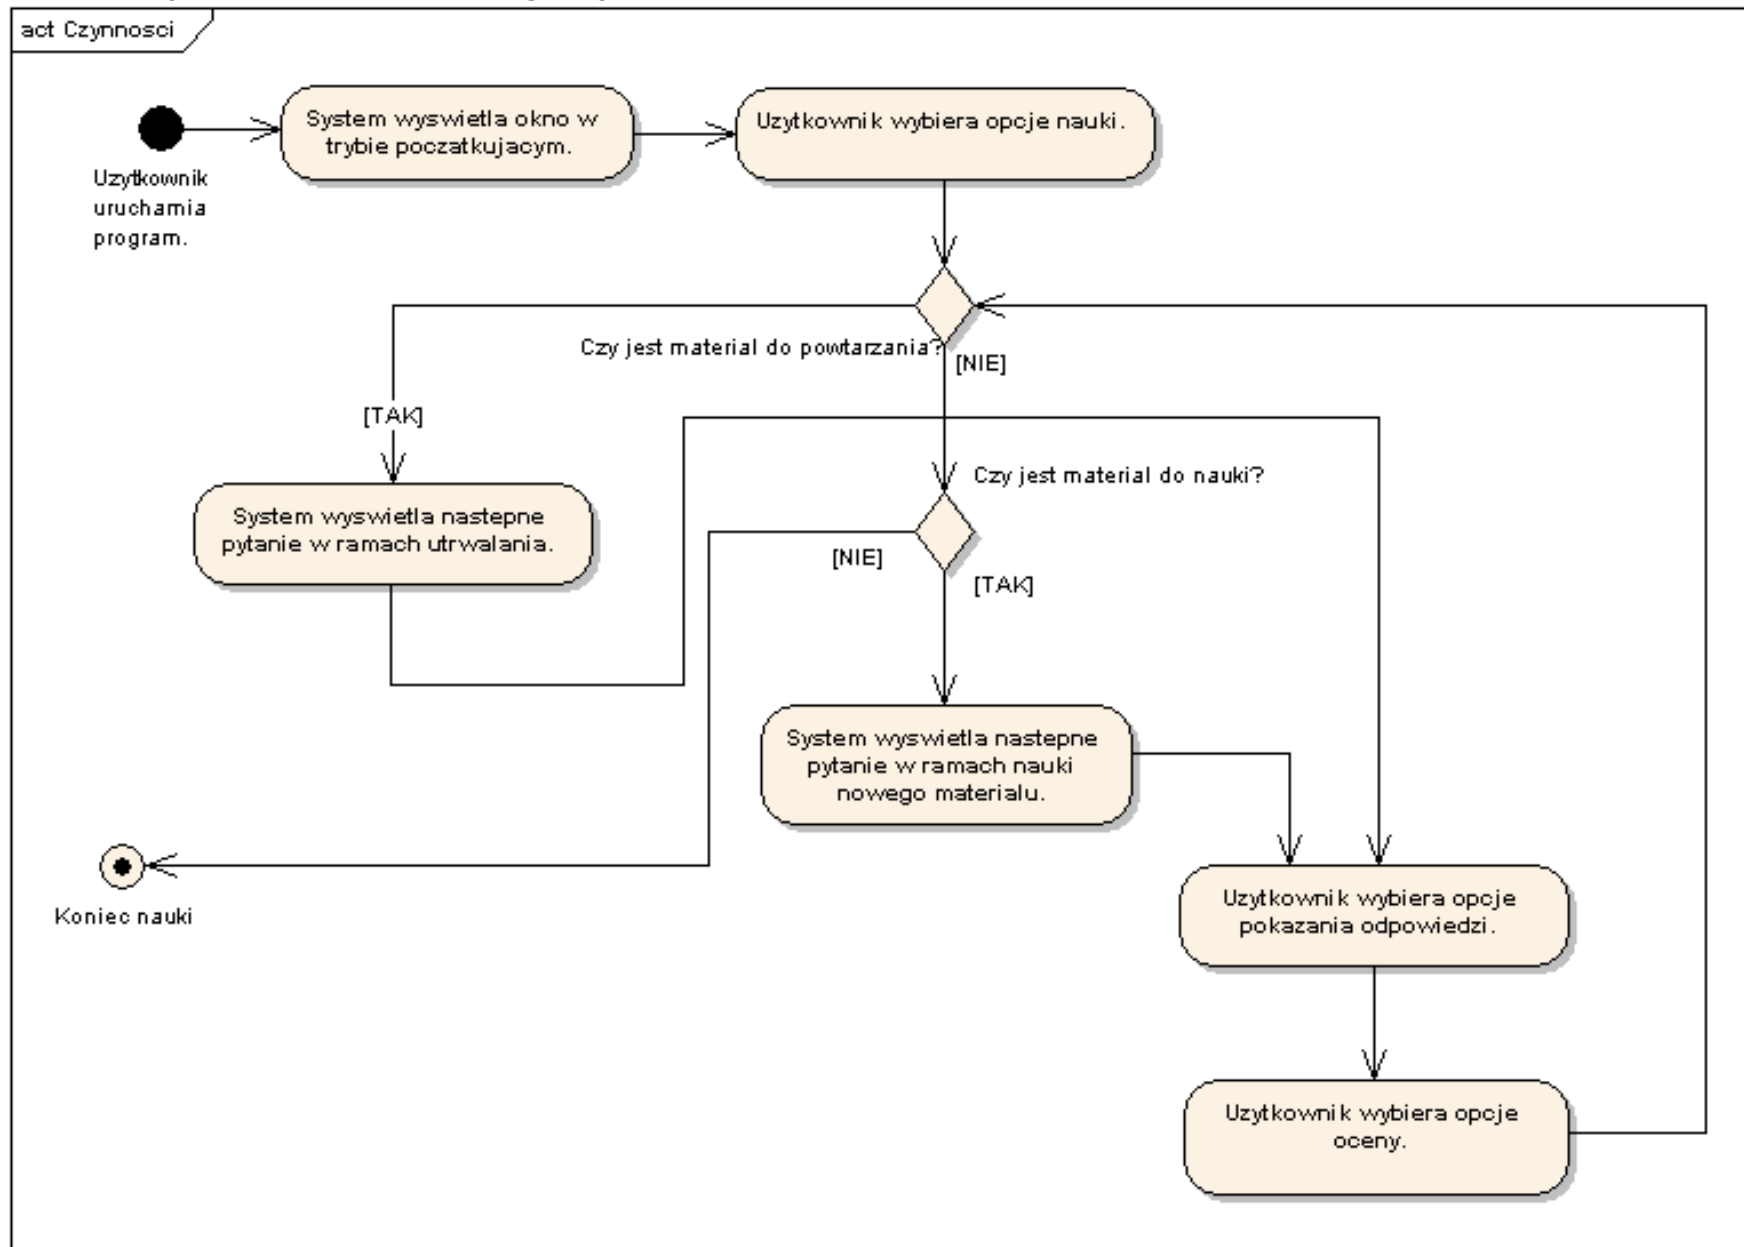 act Czynnosci
System wyswietla okno w
trybie poczatkujacym.
Uzytkownik wybiera opcje nauki.
Uzytkownik
uruchamia
program.
Czy jest material do powtarzania?
[NIE]
[TAK]
Czy jest material do nauki?
System wyswietla nastepne
pytanie w ramach utrwalania.
[NIE]
[TAK]
System wyswietla nastepne
pytanie w ramach nauki
nowego materialu.
Koniec nauki
Uzytkownik wybiera opcje
pokazania odpowiedzi.
Uzytkownik wybiera opcje
oceny.